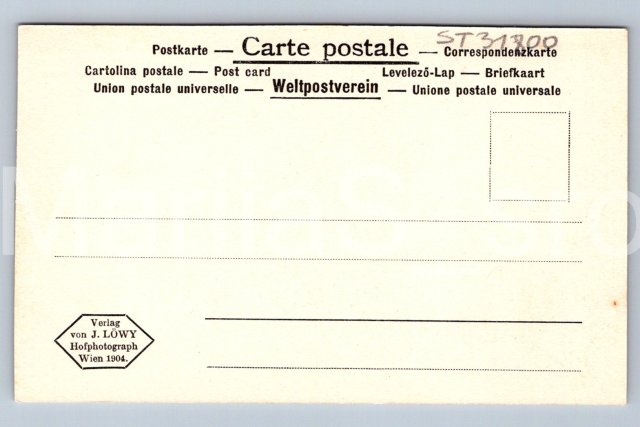 ST31800
Postkarte — Carte postale — Correspondenzkarte
Cartolina postale — Post card Levelező-Lap — Briefkaart
Union postale universelle — Weltpostverein — Unione postale universale
Verlag
von J. LÖWY
Hofphotograph
Wien 1904.